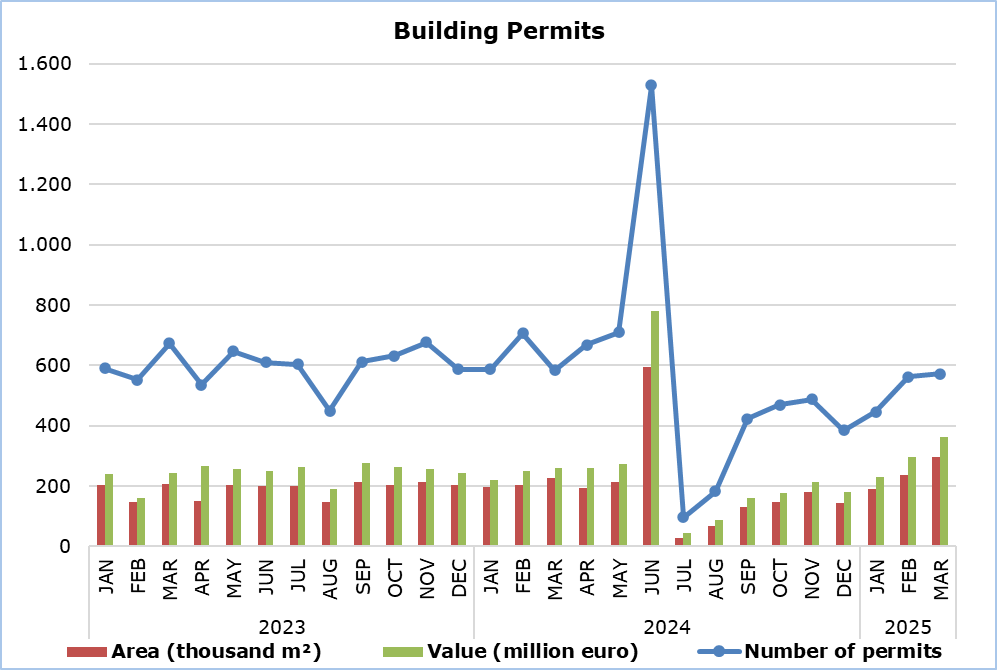 Building Permits
1.600
1.400
1.200
1.000
800
600
400
200
0
JAN FEB MAR APR MAY JUN JUL AUG SEP OCT NOV DEC JAN FEB MAR APR MAY JUN JUL AUG SEP OCT NOV DEC JAN FEB MAR
2023 2024 2025
Area (thousand m²) Value (million euro) Number of permits